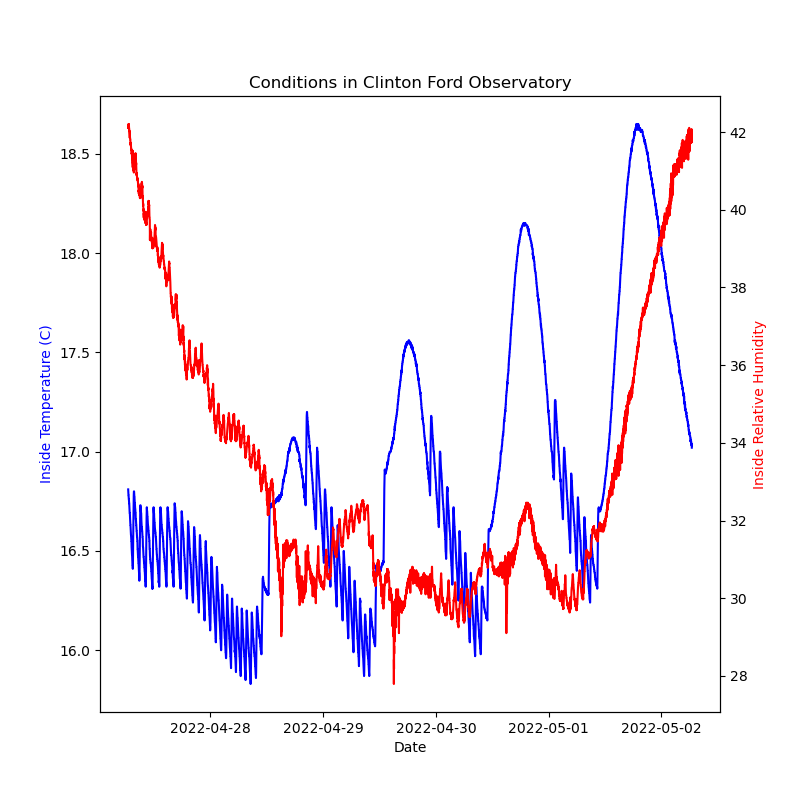 Conditions in Clinton Ford Observatory
Inside Temperature (C)
18.5
18.0
17.5
17.0
16.5
16.0
42
40
38
36
34
32
30
28
Inside Relative Humidity
2022-04-28 2022-04-29 2022-04-30 2022-05-01 2022-05-02
Date